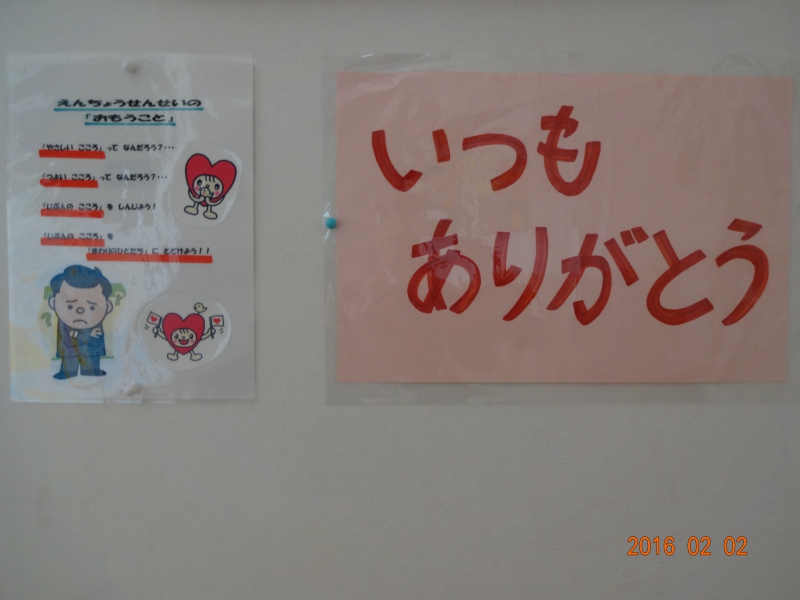 えんちょうせんせいの
「おもうこと」
「やさしい こころ」って なんだろう?・・・
「つよい こころ」って なんだろう?・・・
「じぶんの こころ」を しんじよう!
「じぶんの こころ」を
「まわりのひとたち」に とどけよう!!
いつも
ありがとう
2016 02 02